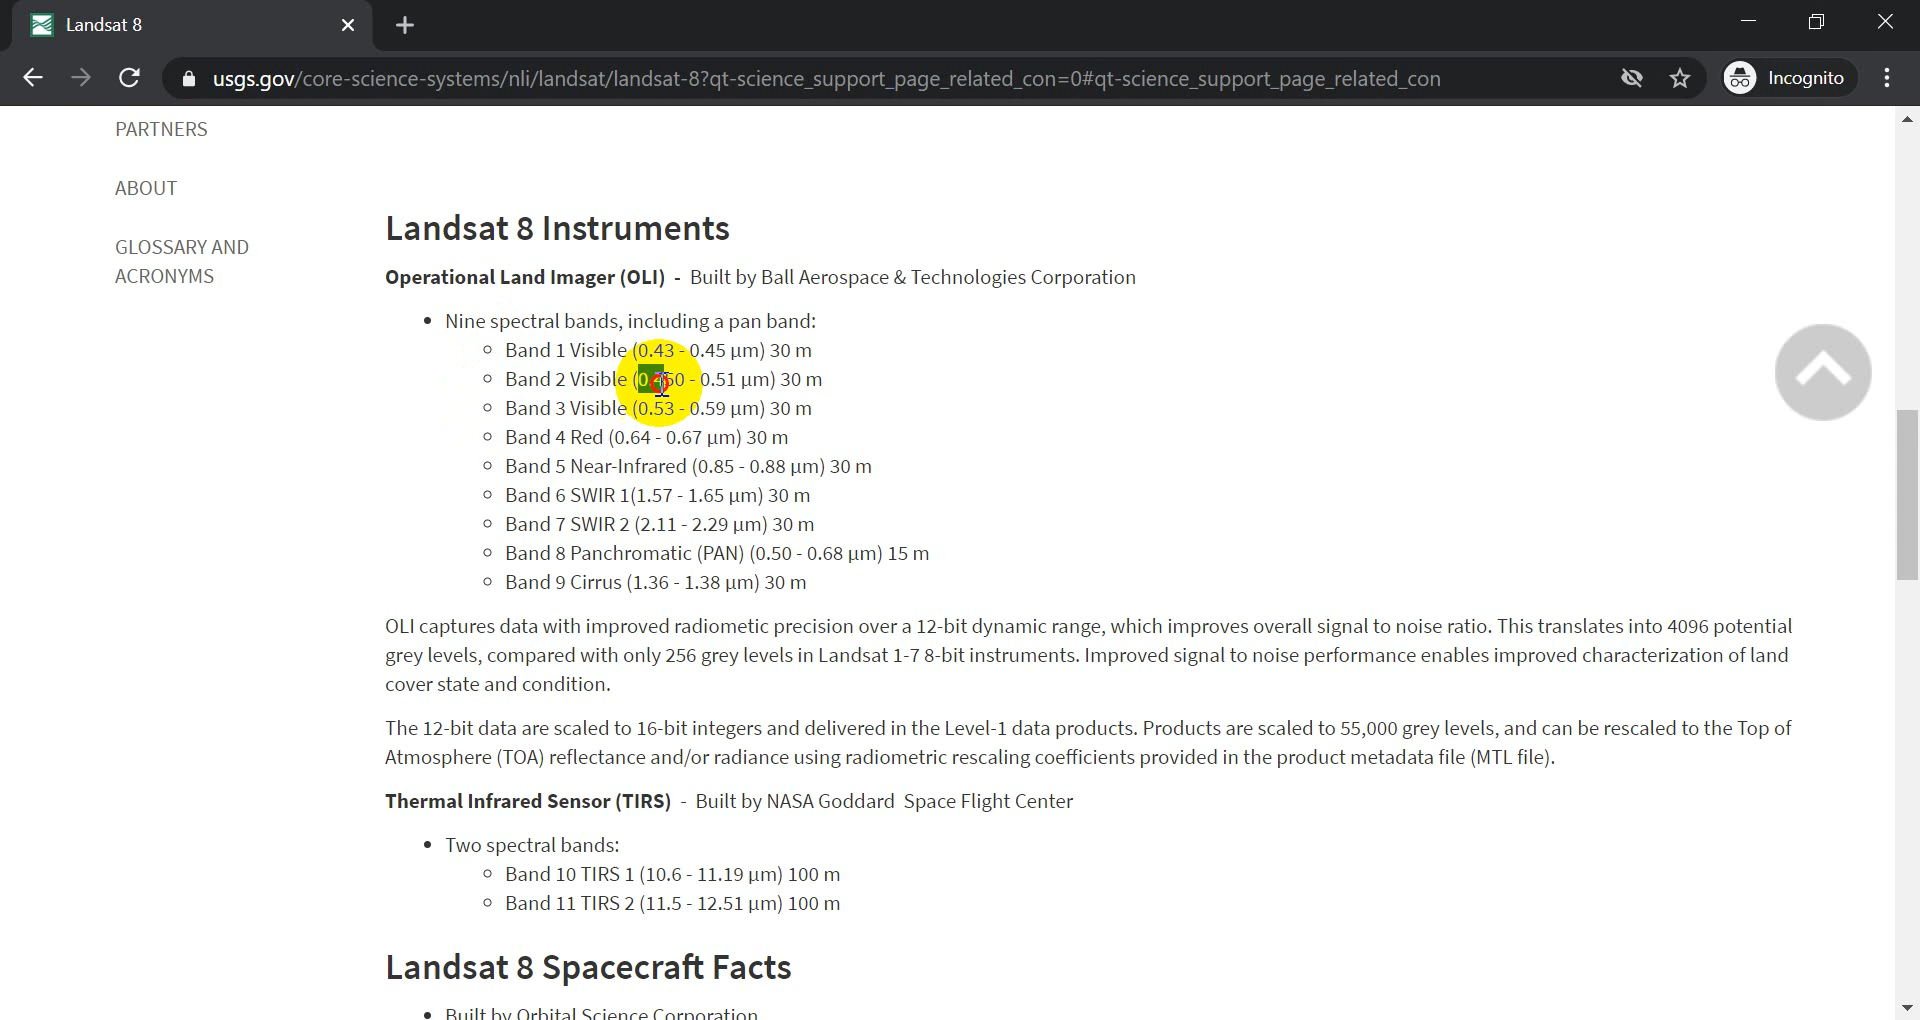 Landsat 8
Incognito
usgs.gov/core-science-systems/nli/landsat/landsat-8?qt-science_support_page_related_con=0#qt-science_support_page_related_con
PARTNERS
ABOUT
GLOSSARY AND
ACRONYMS
Landsat 8 Instruments
Operational Land Imager (OLI) - Built by Ball Aerospace & Technologies Corporation
• Nine spectral bands, including a pan band:
Band 1 Visible (0.43 - 0.45 µm) 30 m
Band 2 Visible (0.450 - 0.51 µm) 30 m
Band 3 Visible (0.53 - 0.59 µm) 30 m
Band 4 Red (0.64 - 0.67 µm) 30 m
Band 5 Near-Infrared (0.85 - 0.88 µm) 30 m
Band 6 SWIR 1(1.57 - 1.65 µm) 30 m
Band 7 SWIR 2 (2.11 - 2.29 µm) 30 m
Band 8 Panchromatic (PAN) (0.50 - 0.68 µm) 15 m
Band 9 Cirrus (1.36 - 1.38 µm) 30 m
OLI captures data with improved radiometic precision over a 12-bit dynamic range, which improves overall signal to noise ratio. This translates into 4096 potential
grey levels, compared with only 256 grey levels in Landsat 1-7 8-bit instruments. Improved signal to noise performance enables improved characterization of land
cover state and condition.
The 12-bit data are scaled to 16-bit integers and delivered in the Level-1 data products. Products are scaled to 55,000 grey levels, and can be rescaled to the Top of
Atmosphere (TOA) reflectance and/or radiance using radiometric rescaling coefficients provided in the product metadata file (MTL file).
Thermal Infrared Sensor (TIRS) - Built by NASA Goddard Space Flight Center
• Two spectral bands:
Band 10 TIRS 1 (10.6 - 11.19 µm) 100 m
Band 11 TIRS 2 (11.5 - 12.51 µm) 100 m
Landsat 8 Spacecraft Facts
• Built by Orbital Science Corporation